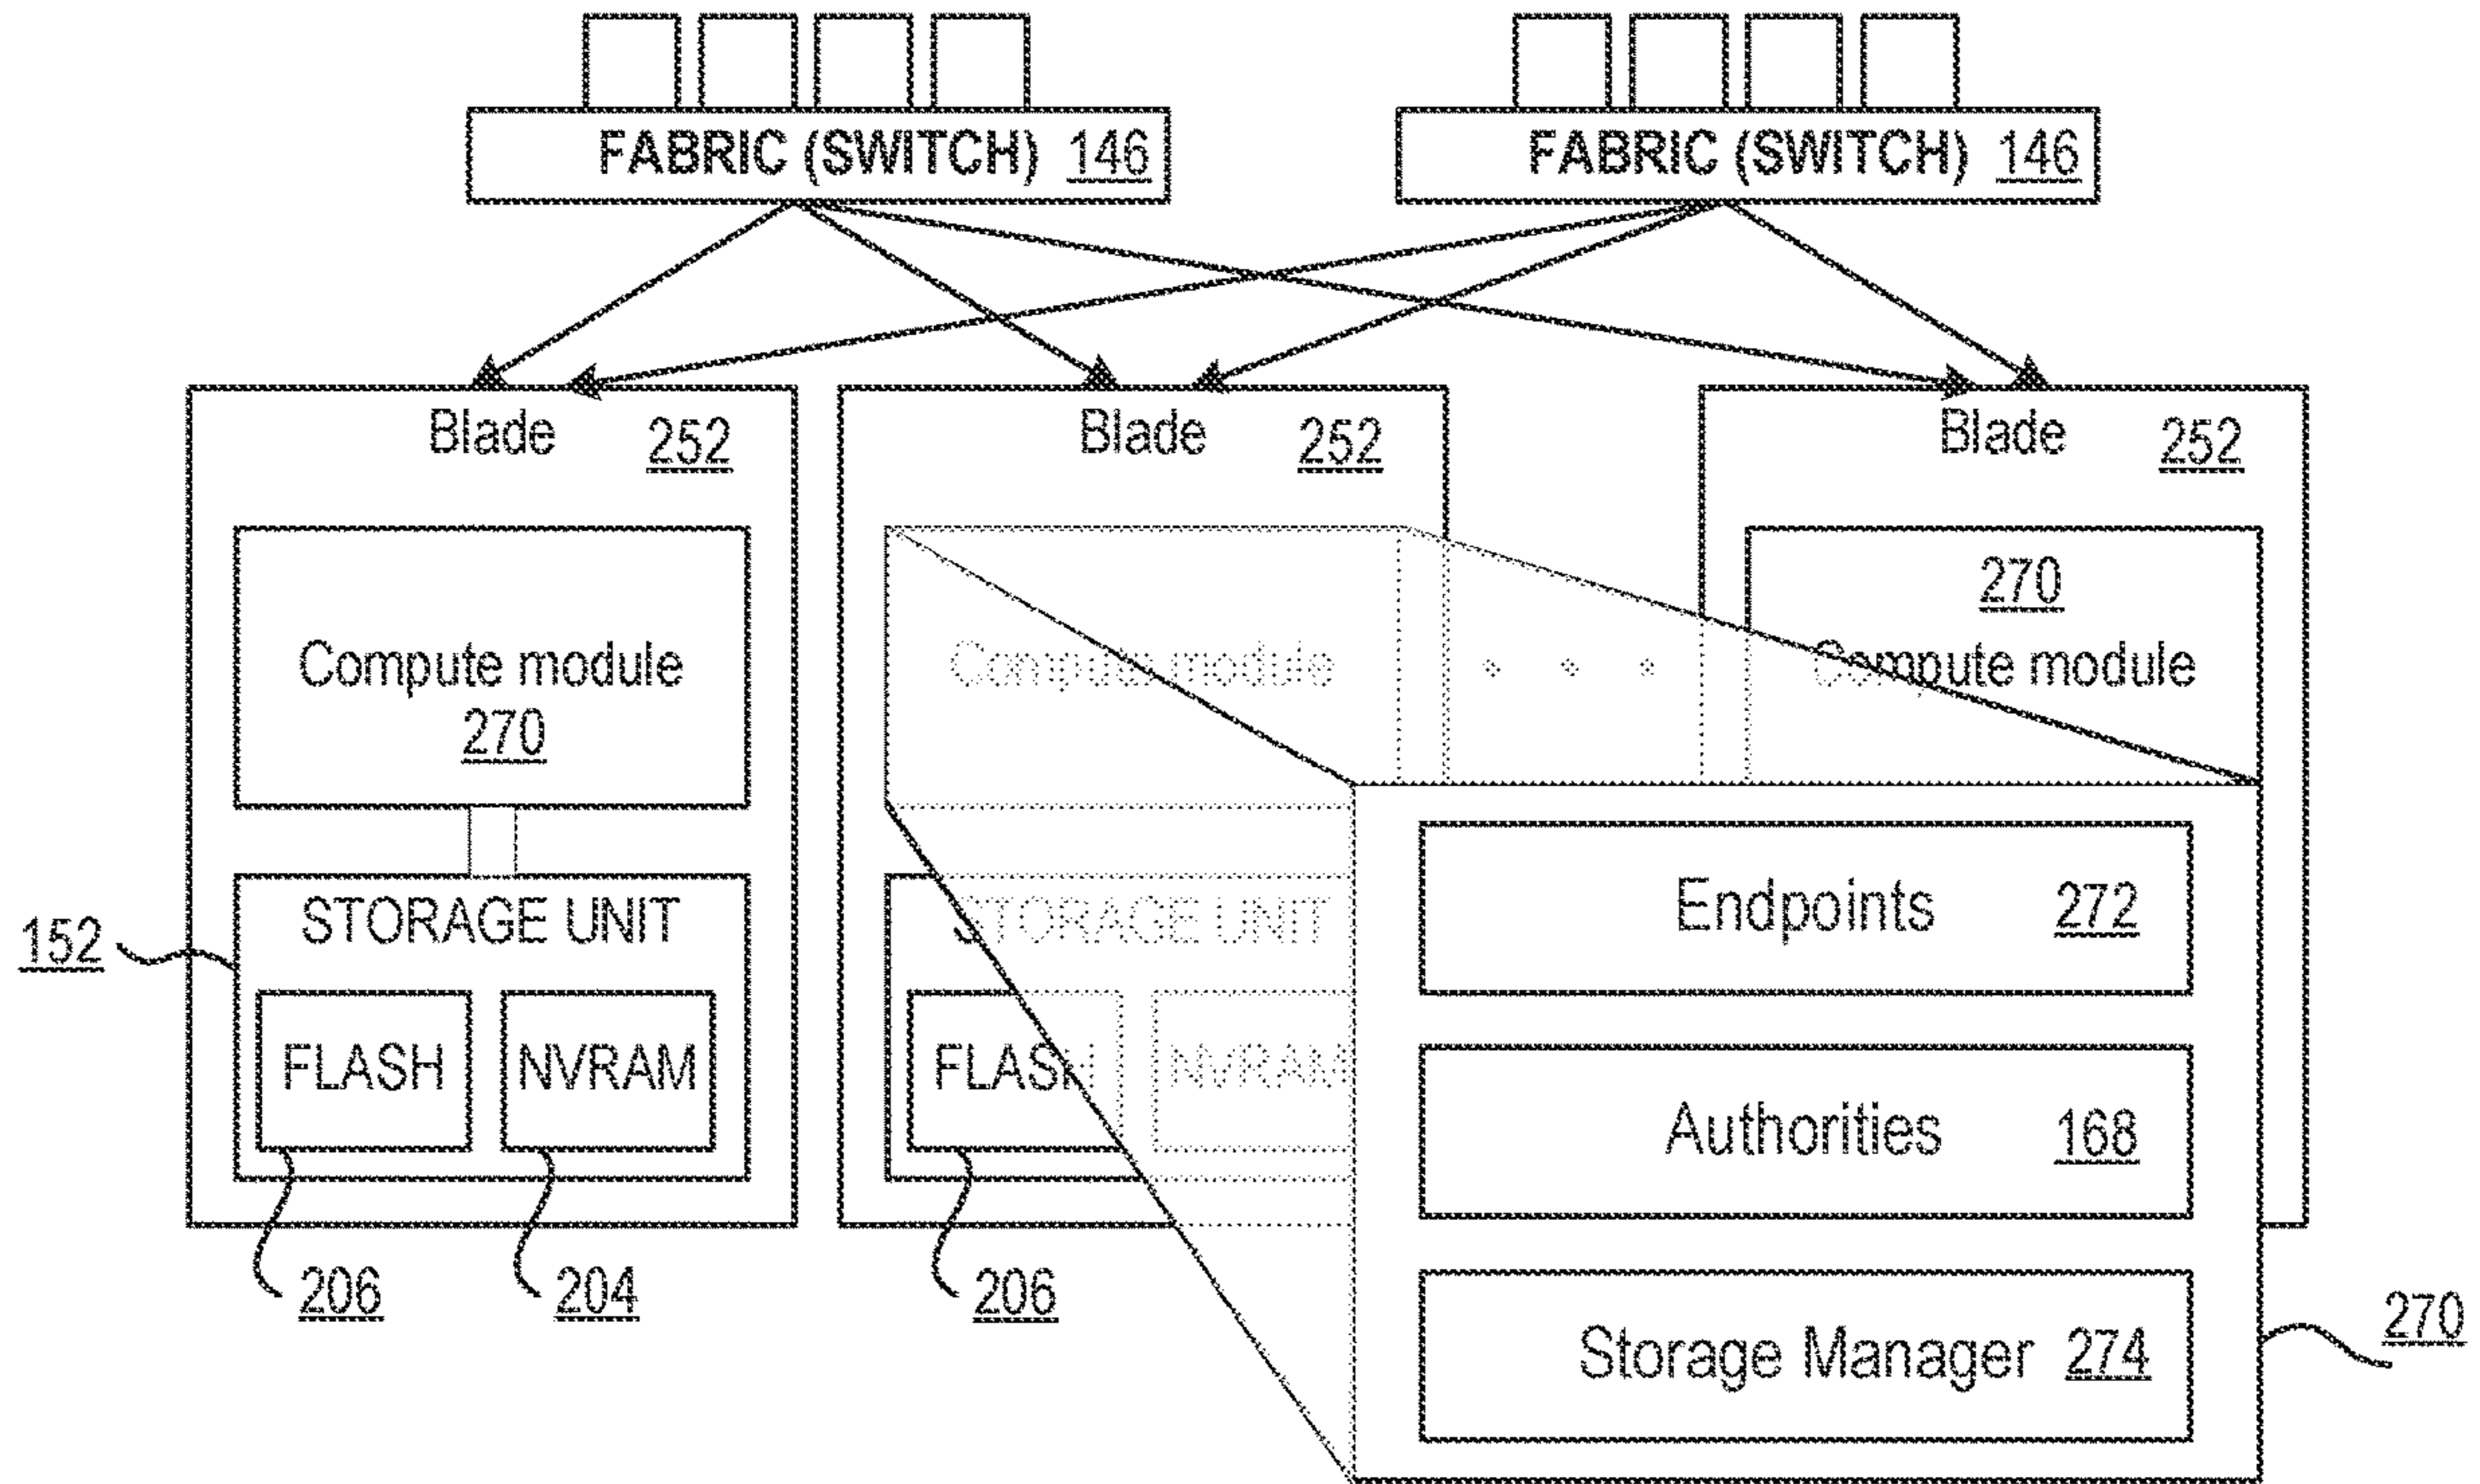 FABRIC (SWITCH) 146
FABRIC (SWITCH) 146
Blade 252
Blade 252
Blade 252
270
Compute module
270
Compute module
Compute module
STORAGE UNIT
152
FLASH
NVRAM
206
204
STORAGE UNIT
FLASH
NVRAM
206
Endpoints 272
Authorities 168
Storage Manager 274
270